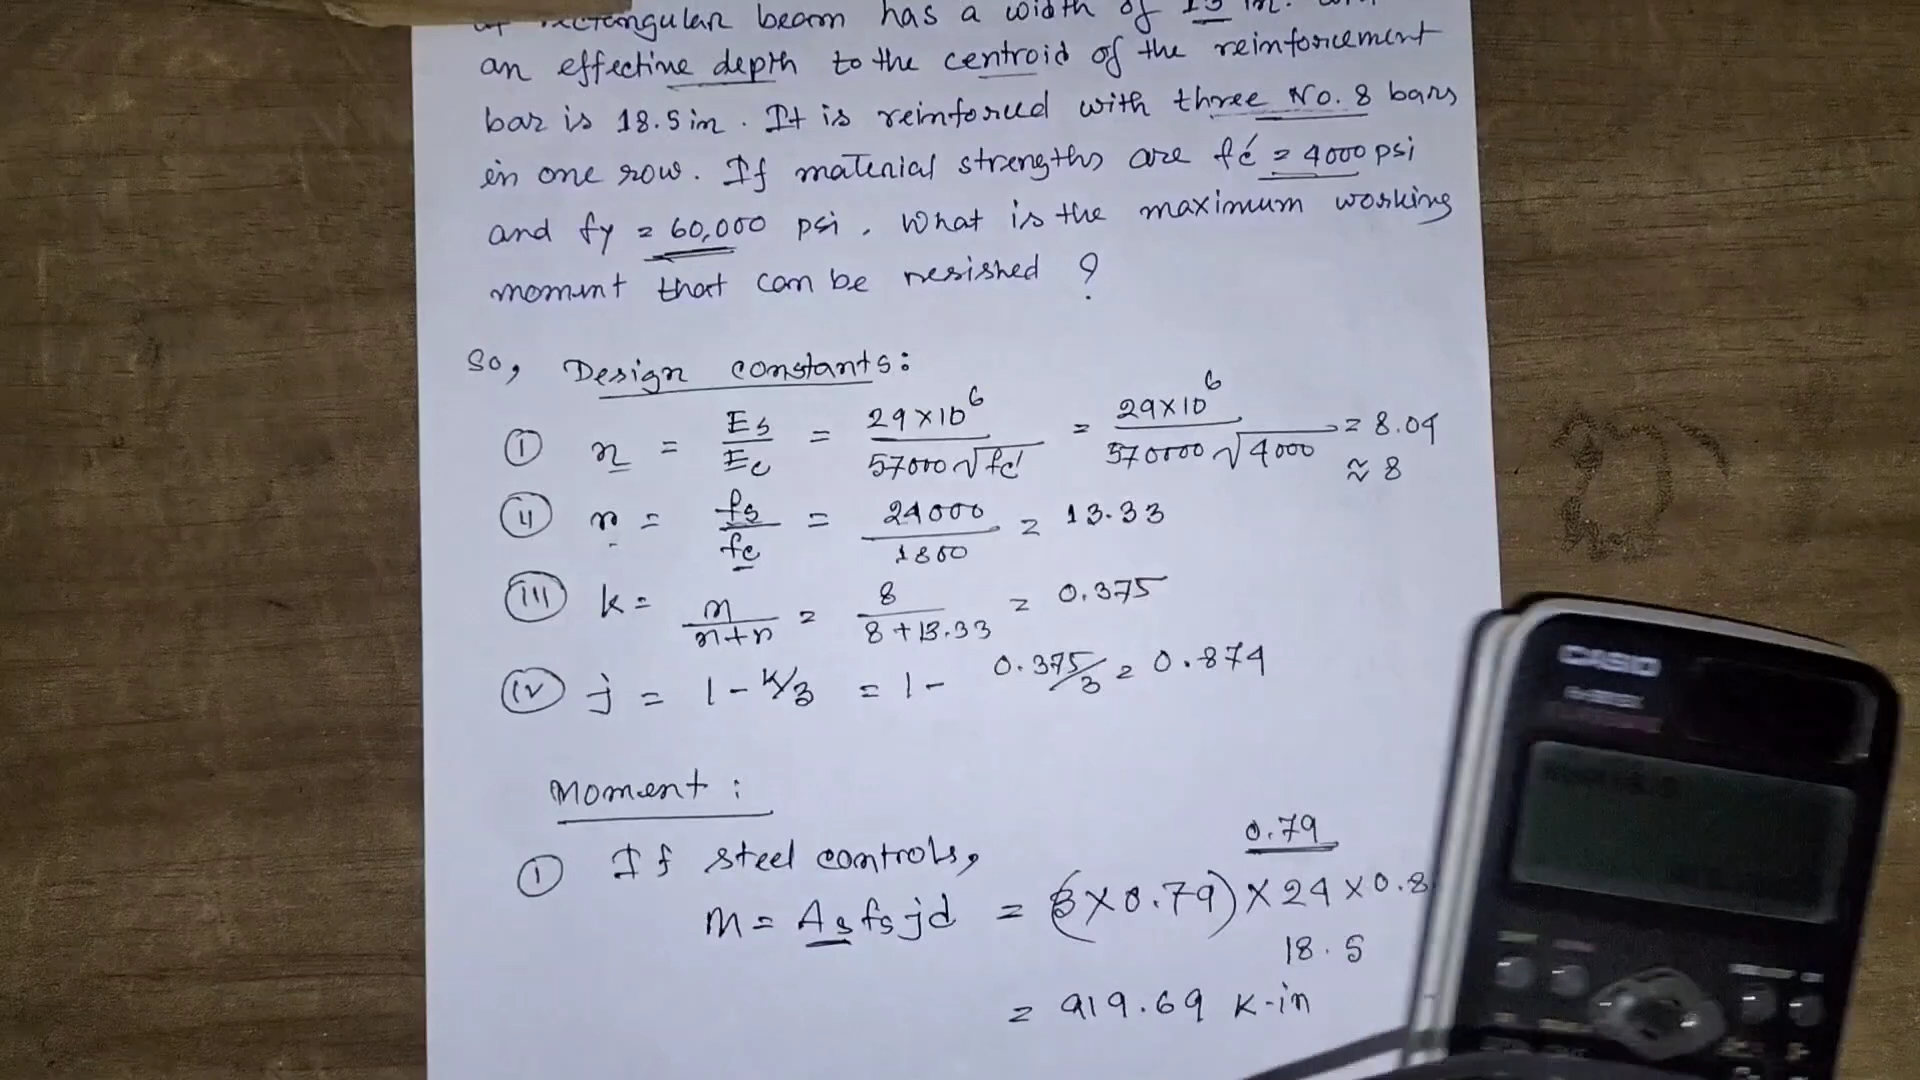 rectangular beam has a width of
an effective depth to the centroid of the reinforcement
bar is 18.5 in. It is reinforced with three No. 8 bars
in one row. If material strengths are fc' = 4000 psi
and fy = 60,000 psi. What is the maximum working
moment that can be resisted ?
So, Design constants:
(i) n = Es/Ec = 29×10^6/57000√fc' = 29×10^6/570000√4000 = 8.04
≈ 8
(ii) r = fs/fc = 24000/1800 = 13.33
(iii) k = n/n+r = 8/8+13.33 = 0.375
(iv) j = 1 - k/3 = 1 - 0.375/3 = 0.874
Moment :
0.79
(i) If steel controls,
M = As fs jd = (3×0.79)×24×0.8
18.5
= 919.69 k-in
CASIO